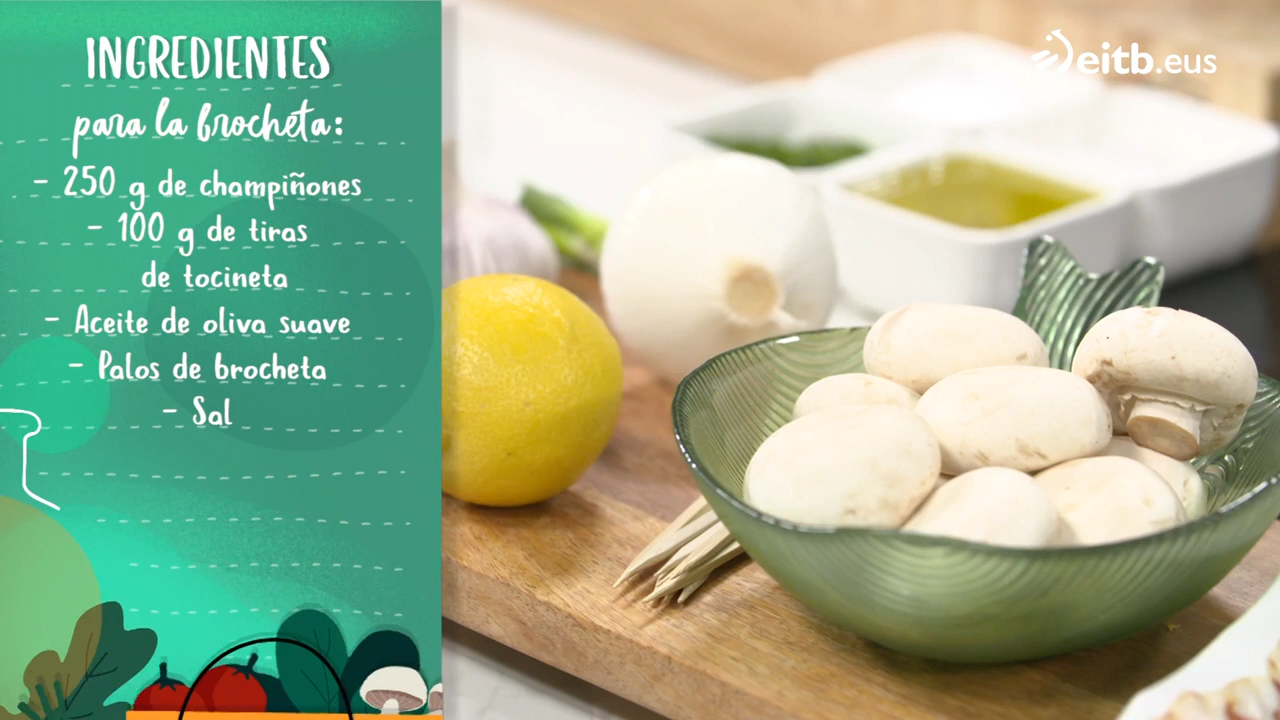 INGREDIENTES
para la brocheta:
- 250 g de champiñones
- 100 g de tiras
de tocineta
- Aceite de oliva suave
- Palos de brocheta
- Sal
eitb.eus